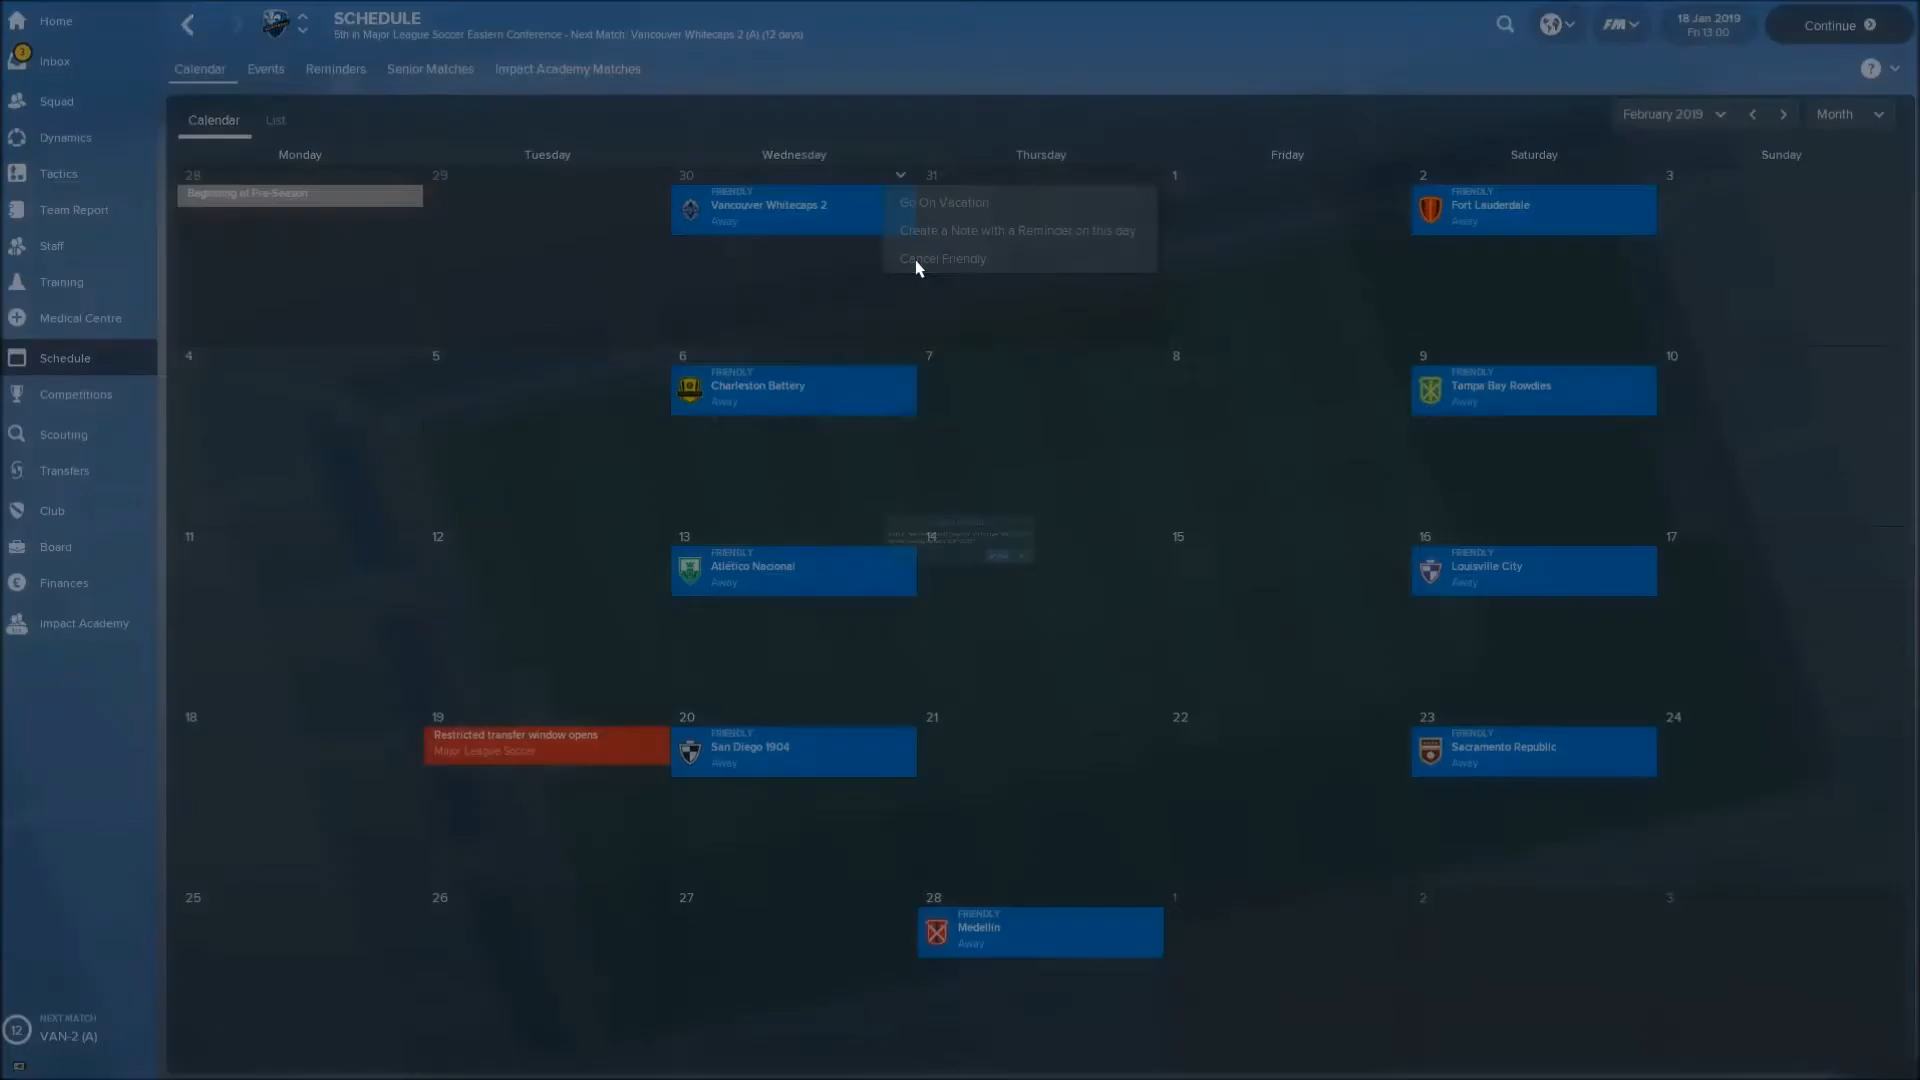 Home
SCHEDULE
5th in Major League Soccer Eastern Conference - Next Match: Vancouver Whitecaps 2 (A) (12 days)
FM
18 Jan 2019
Fri 13:00
Continue
3
Inbox
Calendar Events Reminders Senior Matches Impact Academy Matches
?
Squad
Dynamics
Tactics
Team Report
Staff
Training
Medical Centre
Schedule
Competitions
Scouting
Transfers
Club
Board
Finances
Impact Academy
Calendar List
February 2019
Month
Monday Tuesday Wednesday Thursday Friday Saturday Sunday
28 29 30 31 1 2 3
Beginning of Pre-Season
FRIENDLY
Vancouver Whitecaps 2
Away
Go On Vacation
Create a Note with a Reminder on this day
Cancel Friendly
FRIENDLY
Fort Lauderdale
Away
4 5 6 7 8 9 10
FRIENDLY
Charleston Battery
Away
FRIENDLY
Tampa Bay Rowdies
Away
11 12 13 14 15 16 17
FRIENDLY
Atlético Nacional
Away
FRIENDLY
Louisville City
Away
18 19 20 21 22 23 24
Restricted transfer window opens
Major League Soccer
FRIENDLY
San Diego 1904
Away
FRIENDLY
Sacramento Republic
Away
25 26 27 28 1 2 3
FRIENDLY
Medellín
Away
12
NEXT MATCH
VAN-2 (A)